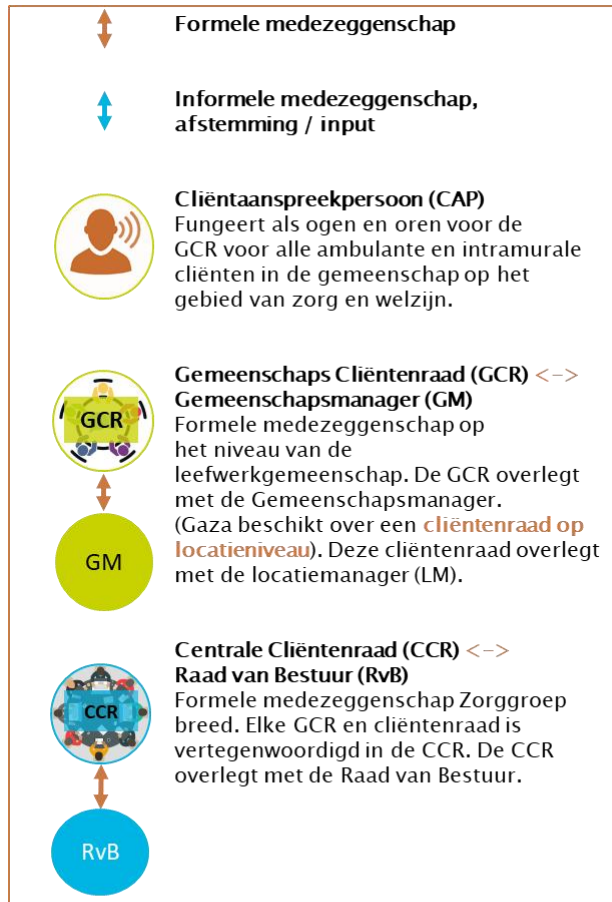 Formele medezeggenschap
Informele medezeggenschap,
afstemming / input
Cliëntaanspreekpersoon (CAP)
Fungeert als ogen en oren voor de
GCR voor alle ambulante en intramurale
cliënten in de gemeenschap op het
gebied van zorg en welzijn.
Gemeenschaps Cliëntenraad (GCR) <->
Gemeenschapsmanager (GM)
Formele medezeggenschap op
het niveau van de
leefwerkgemeenschap. De GCR overlegt
met de Gemeenschapsmanager.
(Gaza beschikt over een cliëntenraad op
locatieniveau). Deze cliëntenraad overlegt
met de locatiemanager (LM).
GCR
GM
Centrale Cliëntenraad (CCR) <->
Raad van Bestuur (RvB)
Formele medezeggenschap Zorggroep
breed. Elke GCR en cliëntenraad is
vertegenwoordigd in de CCR. De CCR
overlegt met de Raad van Bestuur.
CCR
RvB